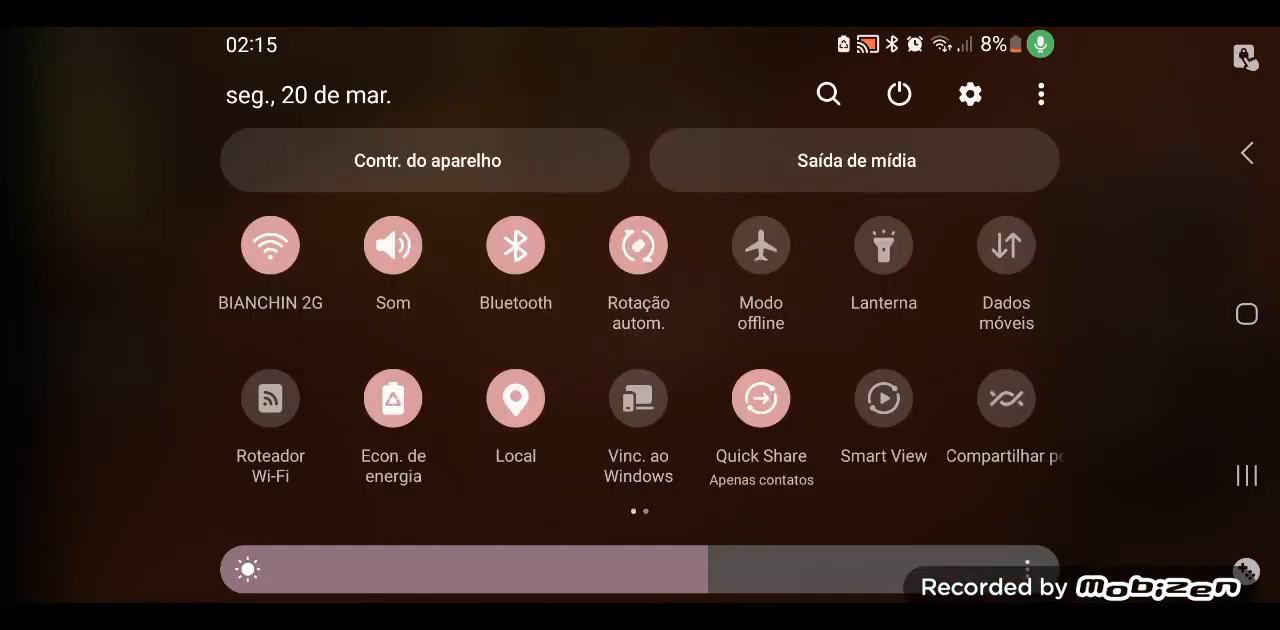 02:15
8%
seg., 20 de mar.
Contr. do aparelho
Saída de mídia
BIANCHIN 2G
Som
Bluetooth
Rotação
autom.
Modo
offline
Lanterna
Dados
móveis
Roteador
Wi-Fi
Econ. de
energia
Local
Vinc. ao
Windows
Quick Share
Apenas contatos
Smart View
Compartilhar po
Recorded by mobizen